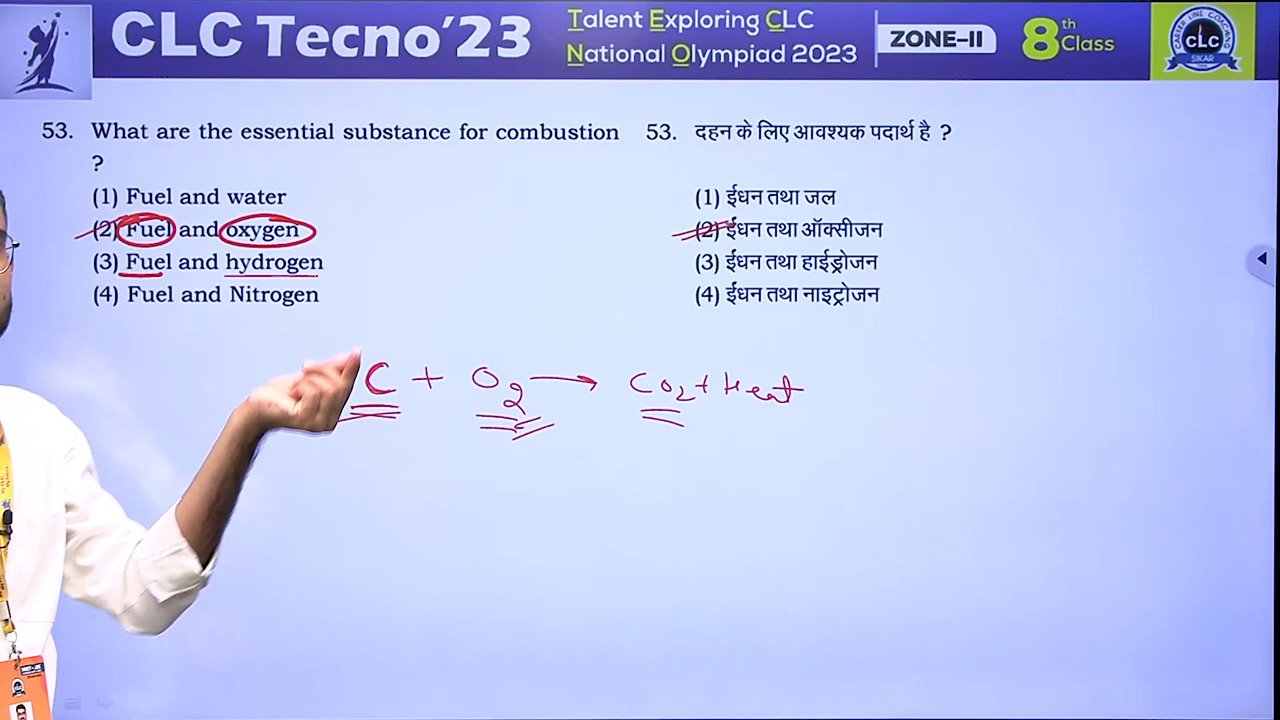 CLC Tecno'23
Talent Exploring CLC
National Olympiad 2023
ZONE–II
8th Class
CLC
SIKAR
53. What are the essential substance for combustion
?
(1) Fuel and water
(2) Fuel and oxygen
(3) Fuel and hydrogen
(4) Fuel and Nitrogen
53. दहन के लिए आवश्यक पदार्थ है ?
(1) ईंधन तथा जल
(2) ईंधन तथा ऑक्सीजन
(3) ईंधन तथा हाईड्रोजन
(4) ईंधन तथा नाइट्रोजन
C + O2 → CO2 + Heat